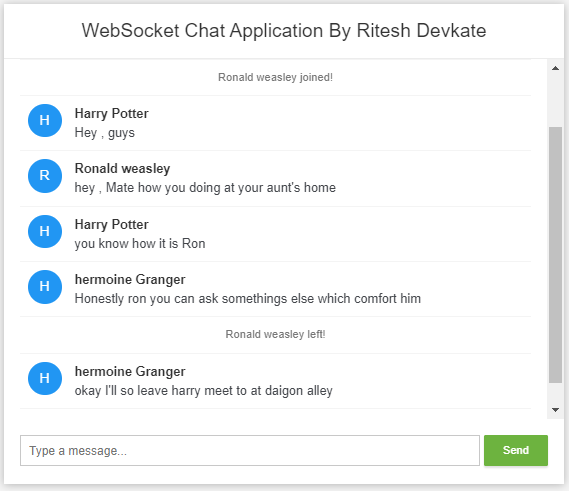 WebSocket Chat Application By Ritesh Devkate
Ronald weasley joined!
H
Harry Potter
Hey , guys
R
Ronald weasley
hey , Mate how you doing at your aunt's home
H
Harry Potter
you know how it is Ron
H
hermoine Granger
Honestly ron you can ask somethings else which comfort him
Ronald weasley left!
H
hermoine Granger
okay I'll so leave harry meet to at daigon alley
Type a message...
Send